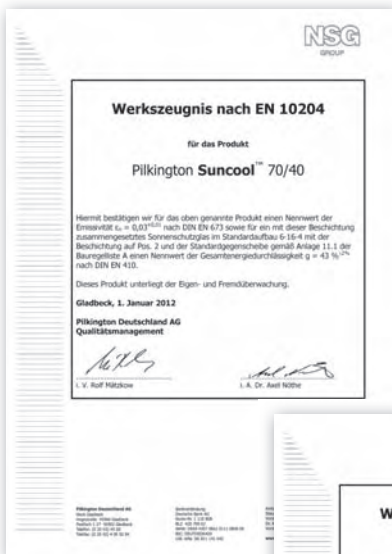 NSG
GROUP
Werkszeugnis nach EN 10204
für das Produkt
Pilkington Suncool™ 70/40
Hiermit bestätigen wir für das oben genannte Produkt einen Nennwert der
Emissivität εₙ = 0,03 nach DIN EN 673 sowie für ein mit dieser Beschichtung
zusammengesetztes Sonnenschutzglas im Standardaufbau 6-16-4 mit der
Beschichtung auf Pos. 2 und der Standardgegenscheibe gemäß Anlage 11.1 der
Bauregelliste A einen Nennwert der Gesamtenergiedurchlässigkeit g = 43 %
nach DIN EN 410.
Dieses Produkt unterliegt der Eigen- und Fremdüberwachung.
Gladbeck, 1. Januar 2012
Pilkington Deutschland AG
Qualitätsmanagement
i. V. Rolf Mätzkow
i. A. Dr. Axel Nöthe
Pilkington Deutschland AG
W